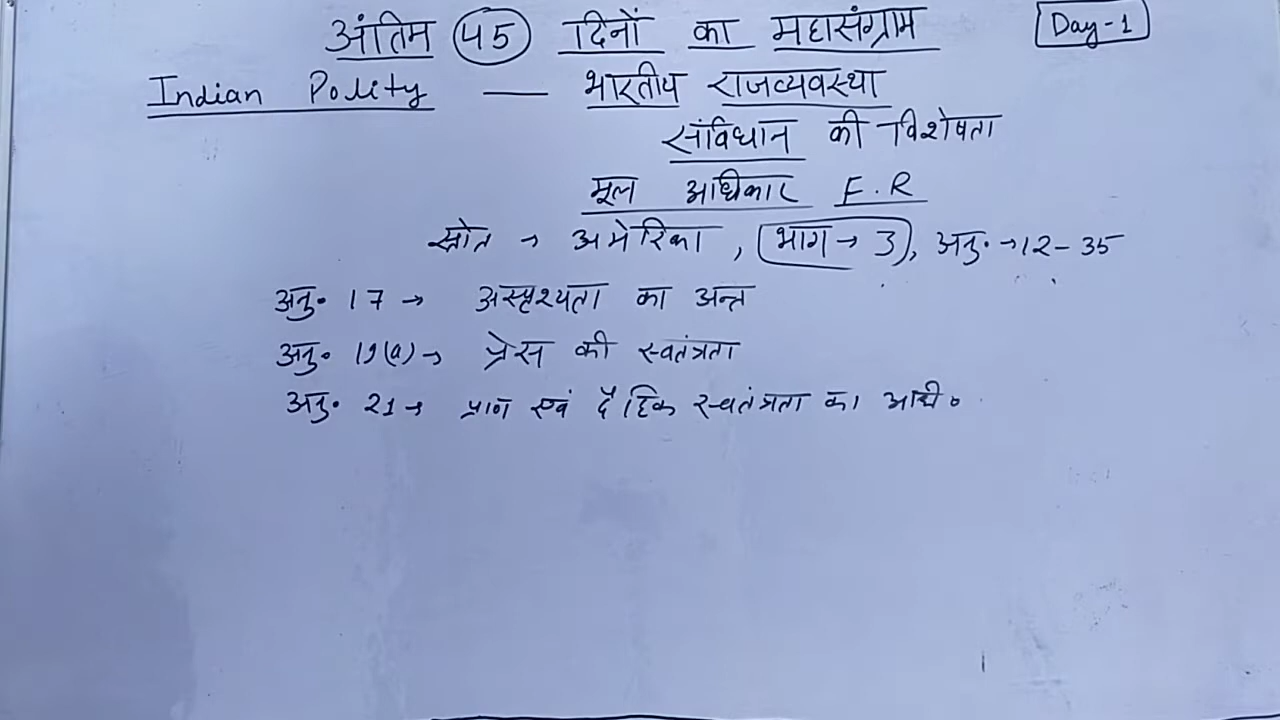 अंतिम 45 दिनों का महासंग्राम Day-1
Indian Polity — भारतीय राजव्यवस्था
संविधान की विशेषता
मूल अधिकार F.R
स्रोत → अमेरिका, भाग→ 3, अनु॰→12-35
अनु॰ 17→ अस्पृश्यता का अन्त
अनु॰ 19(a)→ प्रेस की स्वतंत्रता
अनु॰ 21→ प्राण एवं दैहिक स्वतंत्रता का अधि॰